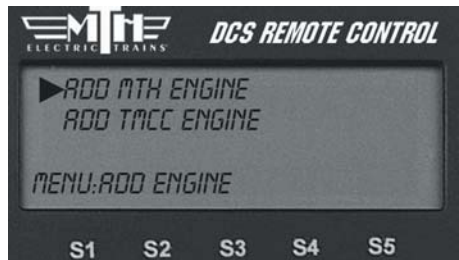 MTH
ELECTRIC TRAINS
DCS REMOTE CONTROL
ADD MTH ENGINE
ADD TMCC ENGINE
MENU:ADD ENGINE
S1 S2 S3 S4 S5